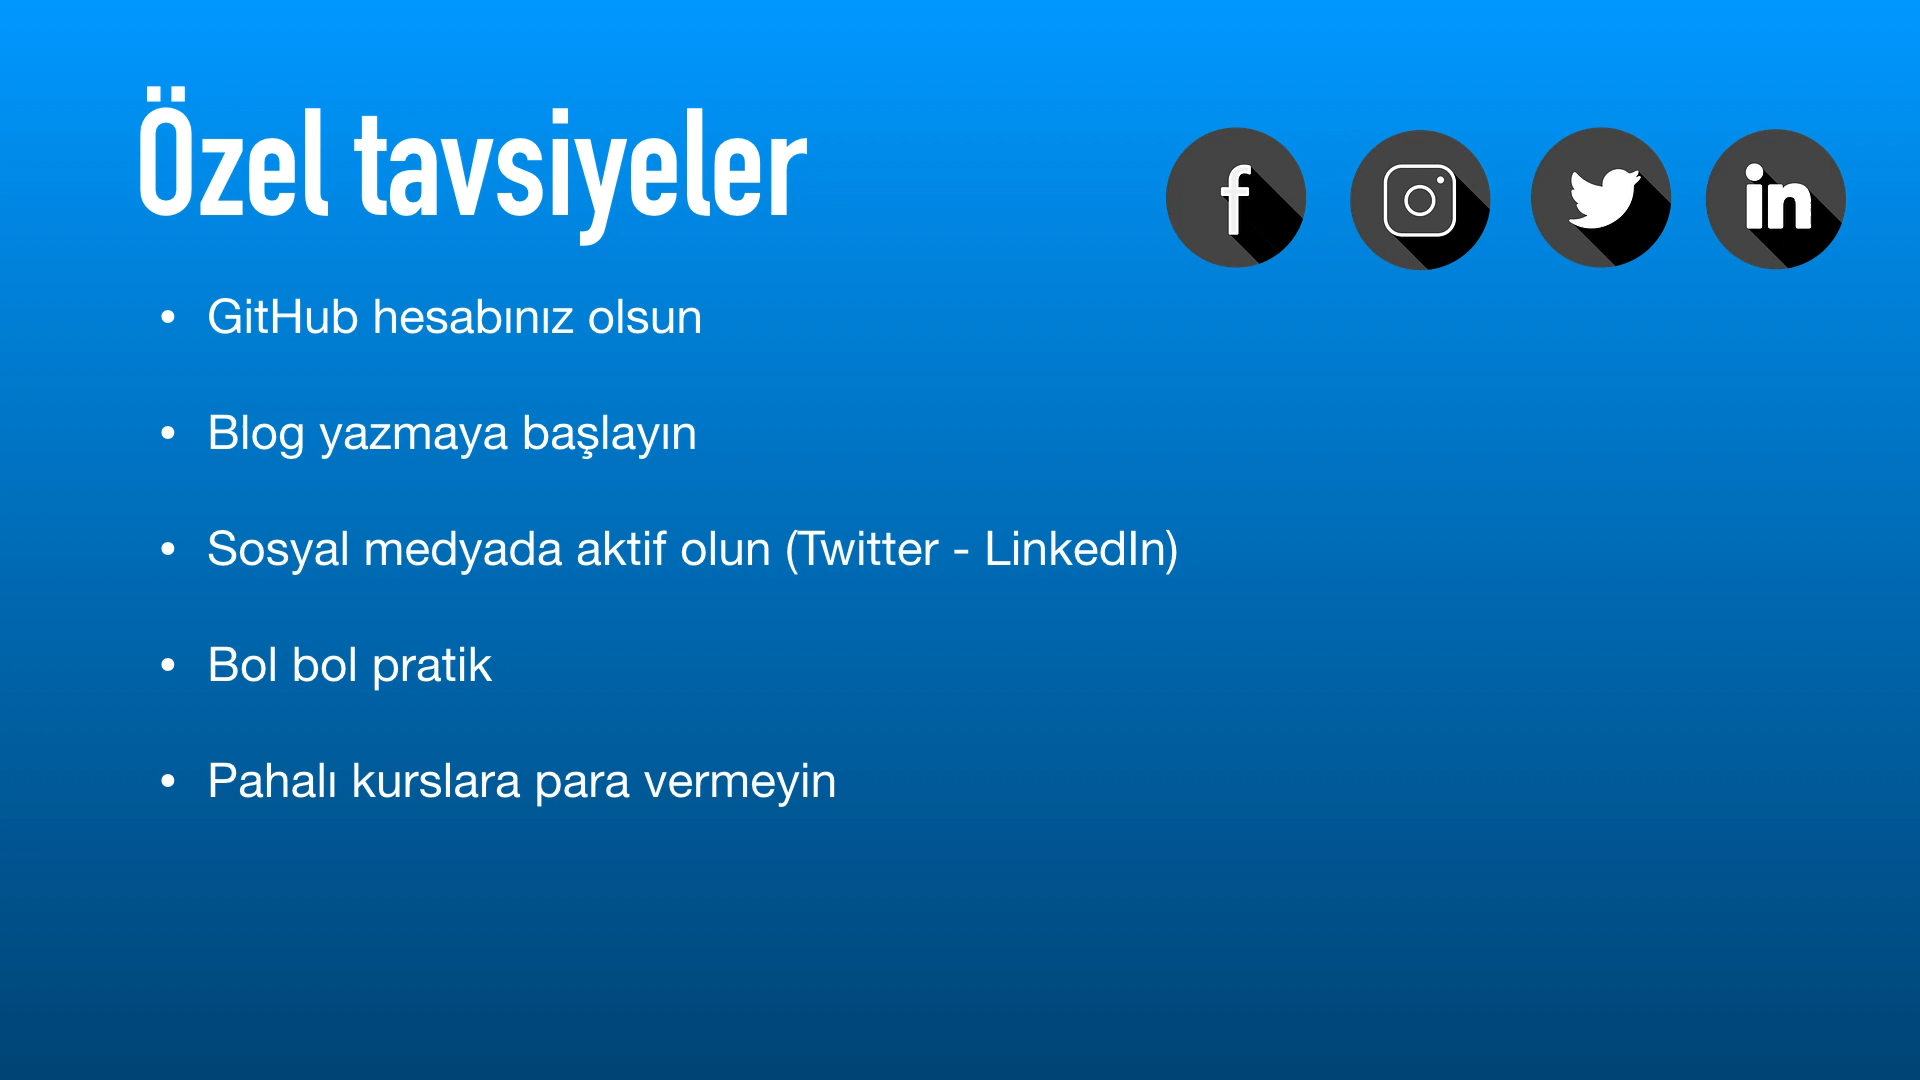 Özel tavsiyeler
• GitHub hesabınız olsun
• Blog yazmaya başlayın
• Sosyal medyada aktif olun (Twitter - LinkedIn)
• Bol bol pratik
• Pahalı kurslara para vermeyin